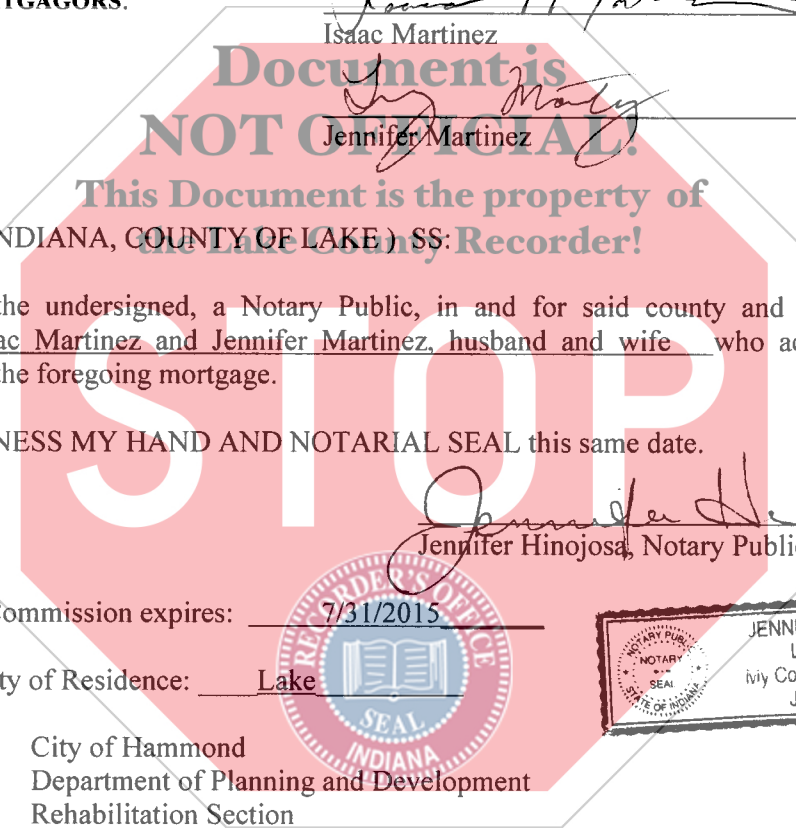 TGAGORS:
Isaac Martinez
Document is
NOT OFFICIAL!
Jennifer Martinez
This Document is the property of
the Lake County Recorder!
NDIANA, COUNTY OF LAKE ) SS:
the undersigned, a Notary Public, in and for said county and
ac Martinez and Jennifer Martinez, husband and wife who ac
the foregoing mortgage.
NESS MY HAND AND NOTARIAL SEAL this same date.
STOP
Jennifer Hinojosa, Notary Public
Commission expires: 7/31/2015
ty of Residence: Lake
RECORDER'S OFFICE
SEAL
INDIANA
NOTARY PUBLIC
NOTARY
SEAL
STATE OF INDIANA
JENN
L
My Co
J
City of Hammond
Department of Planning and Development
Rehabilitation Section